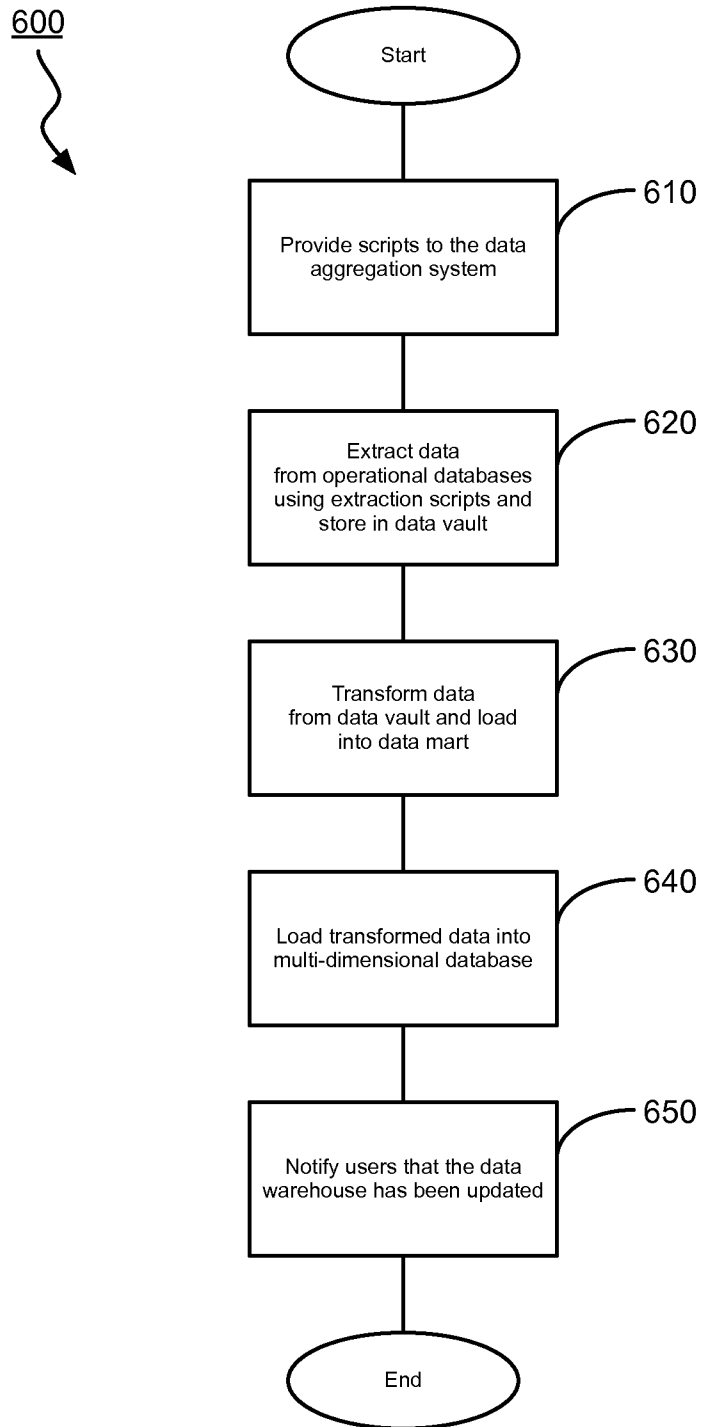 600
Start
610
Provide scripts to the data
aggregation system
620
Extract data
from operational databases
using extraction scripts and
store in data vault
630
Transform data
from data vault and load
into data mart
640
Load transformed data into
multi-dimensional database
650
Notify users that the data
warehouse has been updated
End